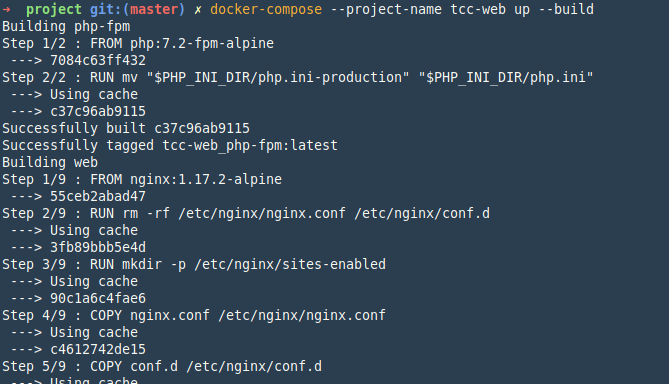 ➜  project git:(master) ✗ docker-compose --project-name tcc-web up --build
Building php-fpm
Step 1/2 : FROM php:7.2-fpm-alpine
 ---> 7084c63ff432
Step 2/2 : RUN mv "$PHP_INI_DIR/php.ini-production" "$PHP_INI_DIR/php.ini"
 ---> Using cache
 ---> c37c96ab9115
Successfully built c37c96ab9115
Successfully tagged tcc-web_php-fpm:latest
Building web
Step 1/9 : FROM nginx:1.17.2-alpine
 ---> 55ceb2abad47
Step 2/9 : RUN rm -rf /etc/nginx/nginx.conf /etc/nginx/conf.d
 ---> Using cache
 ---> 3fb89bbb5e4d
Step 3/9 : RUN mkdir -p /etc/nginx/sites-enabled
 ---> Using cache
 ---> 90c1a6c4fae6
Step 4/9 : COPY nginx.conf /etc/nginx/nginx.conf
 ---> Using cache
 ---> c4612742de15
Step 5/9 : COPY conf.d /etc/nginx/conf.d
 ---> Using cache